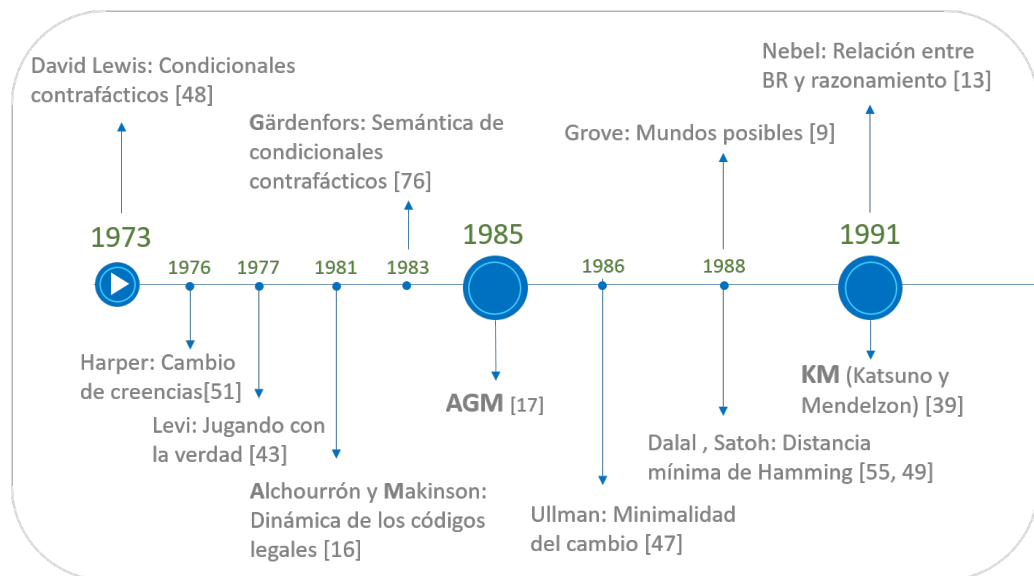 David Lewis: Condicionales
contrafácticos [48]
Gärdenfors: Semántica de
condicionales
contrafácticos [76]
Grove: Mundos posibles [9]
Nebel: Relación entre
BR y razonamiento [13]
1973
1976
1977
1981
1983
1985
1986
1988
1991
Harper: Cambio
de creencias[51]
Levi: Jugando con
la verdad [43]
Alchourrón y Makinson:
Dinámica de los códigos
legales [16]
AGM [17]
Ullman: Minimalidad
del cambio [47]
Dalal , Satoh: Distancia
mínima de Hamming [55, 49]
KM (Katsuno y
Mendelzon) [39]